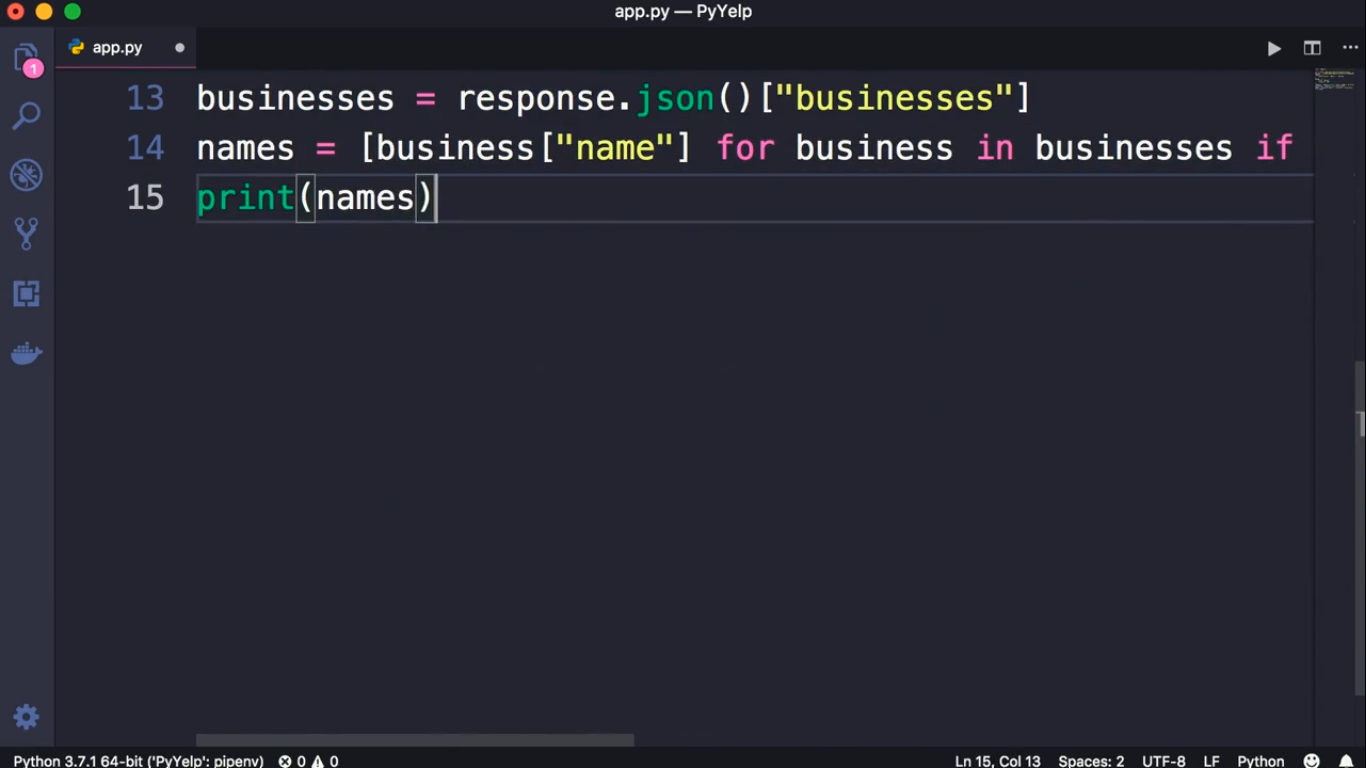 app.py — PyYelp
app.py
1
13 businesses = response.json()["businesses"]
14 names = [business["name"] for business in businesses if
15 print(names)
Python 3.7.1 64-bit ('PyYelp': pipenv) 0 0 Ln 15, Col 13 Spaces: 2 UTF-8 LF Python